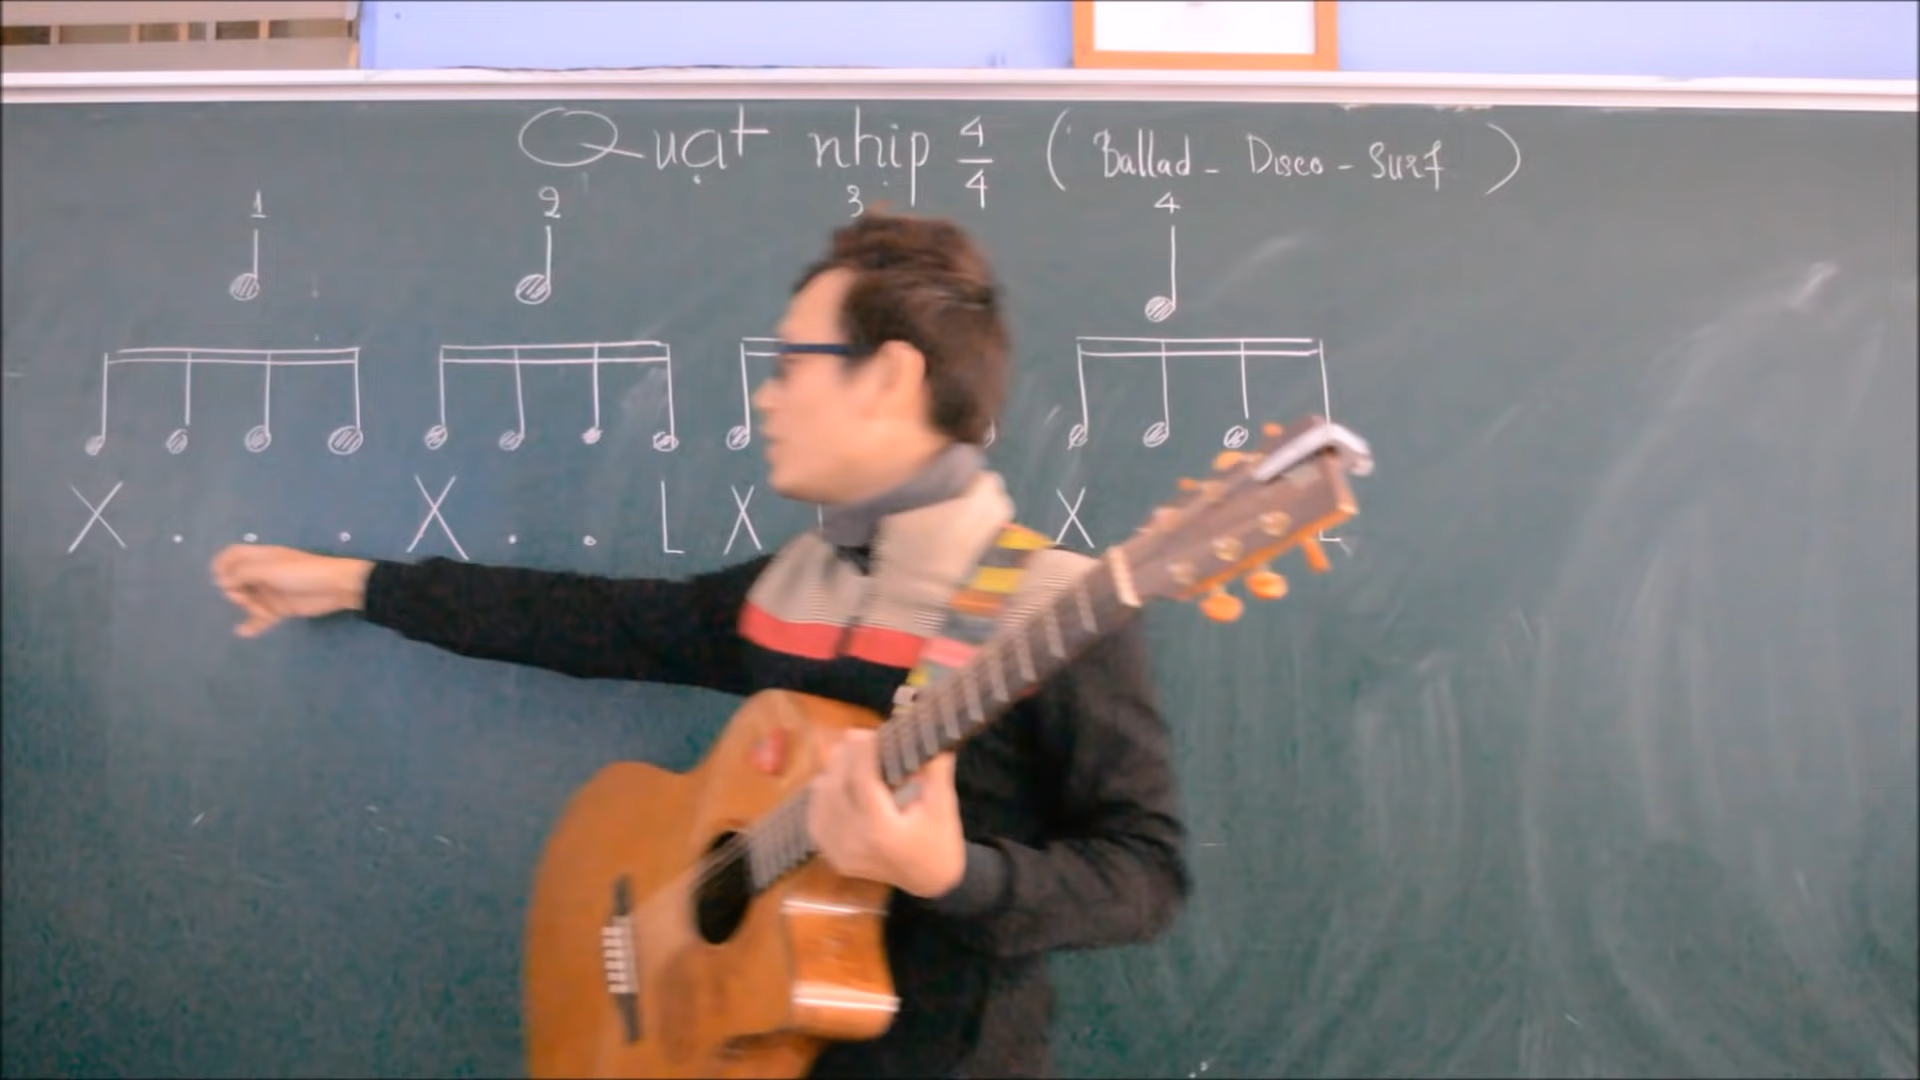 Quạt nhịp 4/4 ( Ballad - Disco - Surf )
1 2 3 4
X . . . X . . L X X L